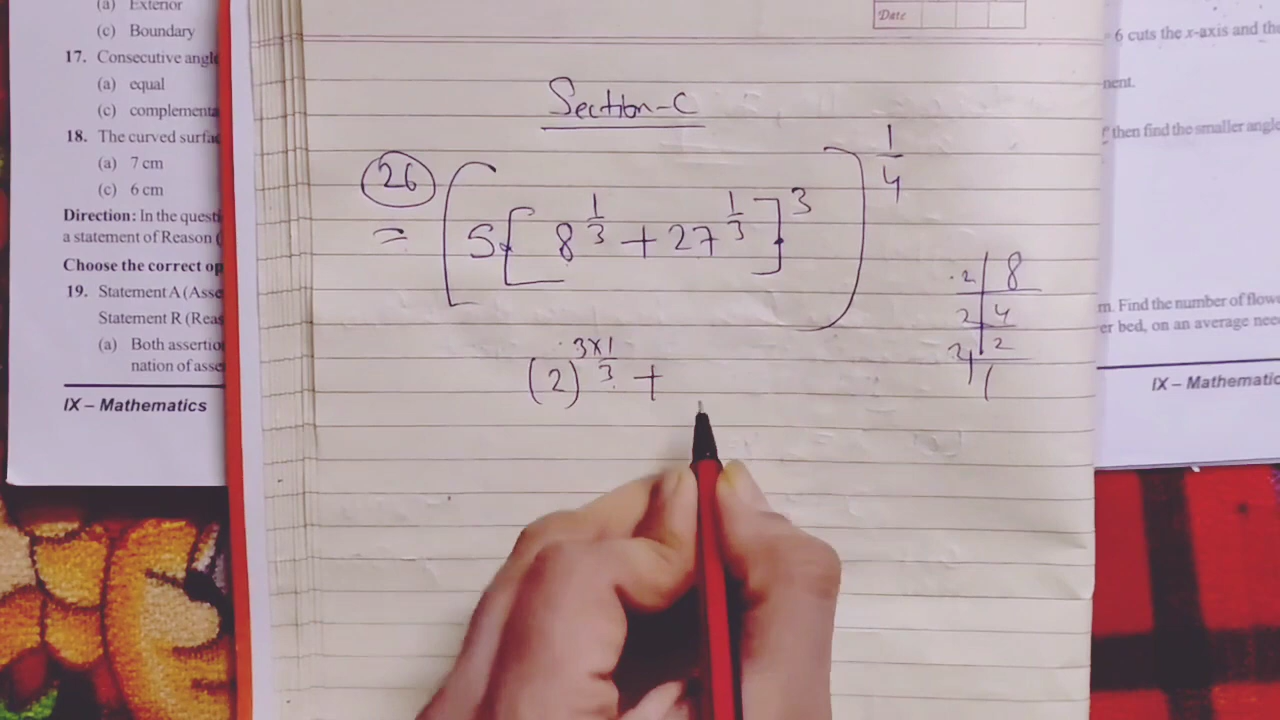 (a) Exterior
(c) Boundary
17. Consecutive angl
(a) equal
(c) complementa
18. The curved surfa
(a) 7 cm
(c) 6 cm
Direction: In the questi
a statement of Reason (
Choose the correct op
19. Statement A (Asse
Statement R (Reas
(a) Both assertio
nation of asse
IX – Mathematics
Date
Section-C
26
= (5[8^{1/3} + 27^{1/3}]^3)^{1/4}
2 | 8
2 | 4
2 | 2
1
(2)^{3×1/3} +
= 6 cuts the x-axis and the
nent.
then find the smaller angle
m. Find the number of flowe
er bed, on an average nee
IX – Mathematic